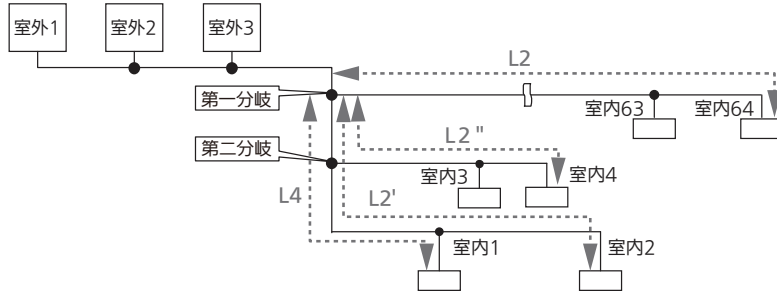 室外1
室外2
室外3
L2
第一分岐
室内63
室内64
L2"
第二分岐
室内3
室内4
L4
L2'
室内1
室内2